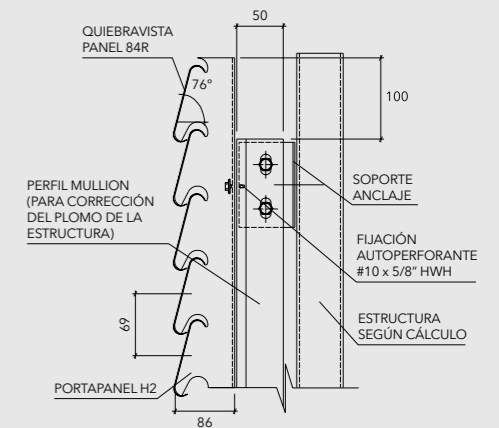 50
QUIEBRAVISTA
PANEL 84R
76°
100
PERFIL MULLION
(PARA CORRECCIÓN
DEL PLOMO DE LA
ESTRUCTURA)
SOPORTE
ANCLAJE
FIJACIÓN
AUTOPERFORANTE
#10 x 5/8” HWH
69
ESTRUCTURA
SEGÚN CÁLCULO
PORTAPANEL H2
86